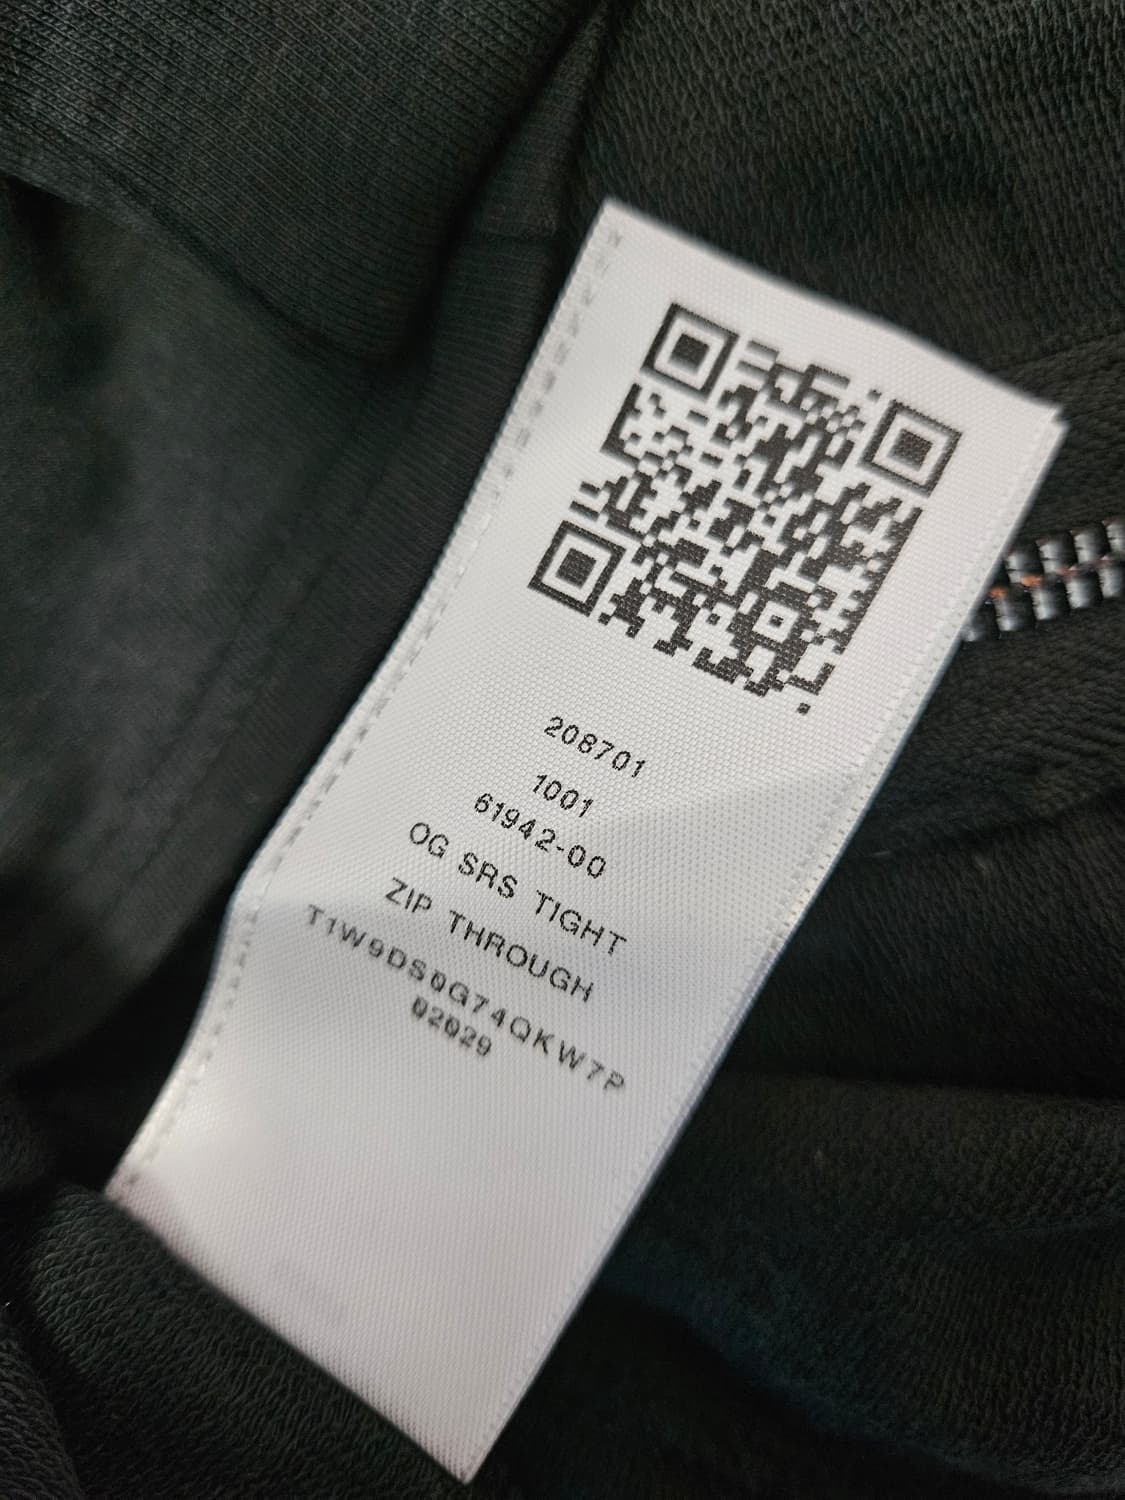 208701
1001
61942-00
OG SRS TIGHT
ZIP THROUGH
T1W9DS0G74QKW7P
02029